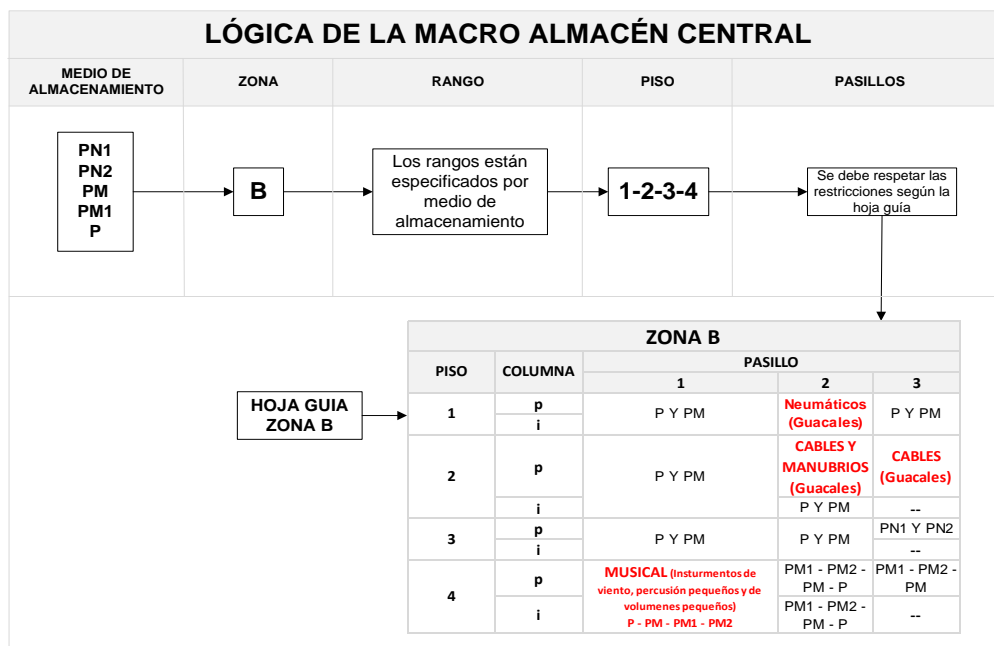 LÓGICA DE LA MACRO ALMACÉN CENTRAL
MEDIO DE
ALMACENAMIENTO
ZONA
RANGO
PISO
PASILLOS
PN1
PN2
PM
PM1
P
B
Los rangos están
especificados por
medio de
almacenamiento
1-2-3-4
Se debe respetar las
restricciones según la
hoja guía
HOJA GUIA
ZONA B
ZONA B
PISO
COLUMNA
PASILLO
1
2
3
1
p
i
P Y PM
Neumáticos
(Guacales)
P Y PM
2
p
P Y PM
CABLES Y
MANUBRIOS
(Guacales)
CABLES
(Guacales)
i
P Y PM
--
3
p
i
P Y PM
P Y PM
PN1 Y PN2
--
4
p
MUSICAL (Insturmentos de
viento, percusión pequeños y de
volumenes pequeños)
P - PM - PM1 - PM2
PM1 - PM2 -
PM - P
PM1 - PM2 -
PM
i
PM1 - PM2 -
PM - P
--